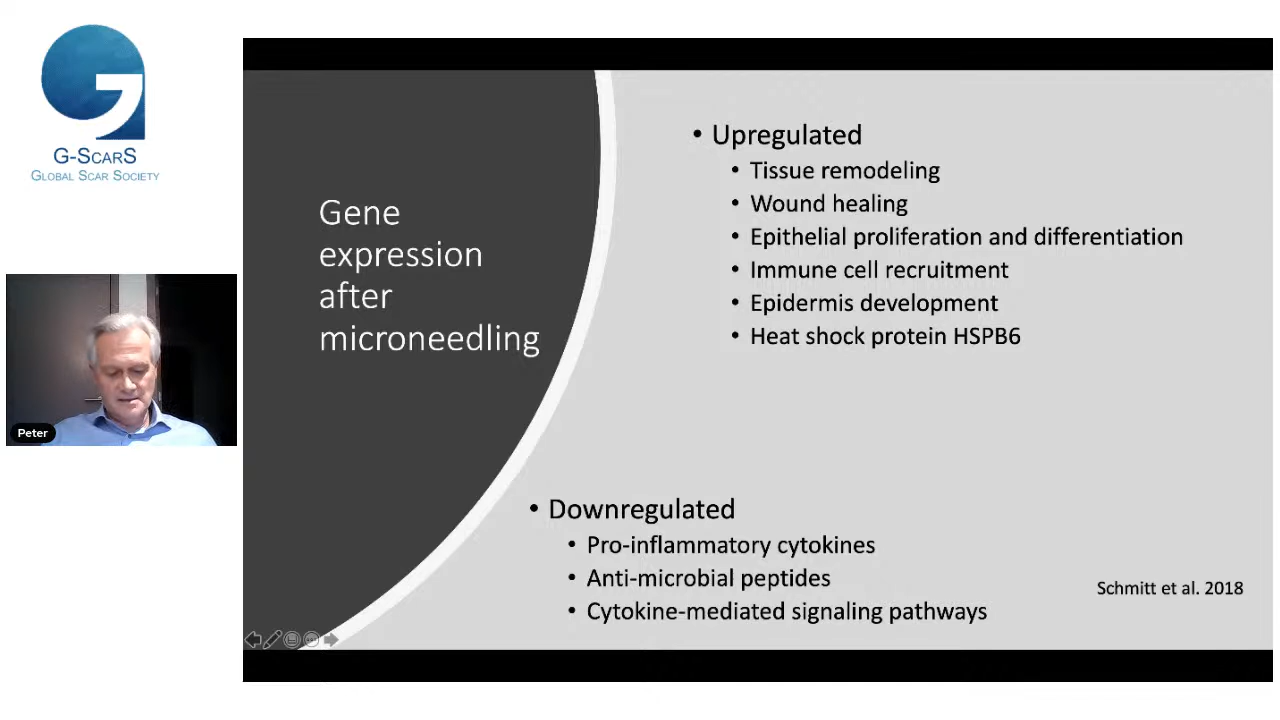 G-ScarS
Global Scar Society
Peter
Gene
expression
after
microneedling
• Upregulated
• Tissue remodeling
• Wound healing
• Epithelial proliferation and differentiation
• Immune cell recruitment
• Epidermis development
• Heat shock protein HSPB6
• Downregulated
• Pro-inflammatory cytokines
• Anti-microbial peptides
• Cytokine-mediated signaling pathways
Schmitt et al. 2018